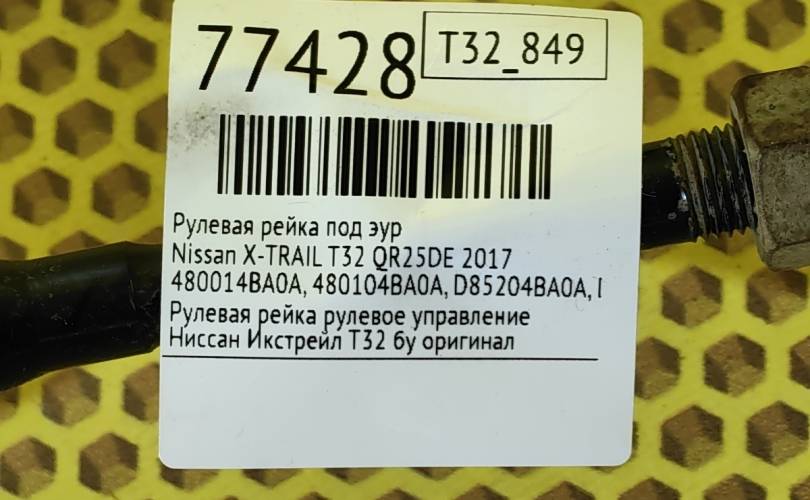 77428
T32_849
Рулевая рейка под эур
Nissan X-TRAIL T32 QR25DE 2017
480014BA0A, 480104BA0A, D85204BA0A,
Рулевая рейка рулевое управление
Ниссан Икстрейл Т32 бу оригинал